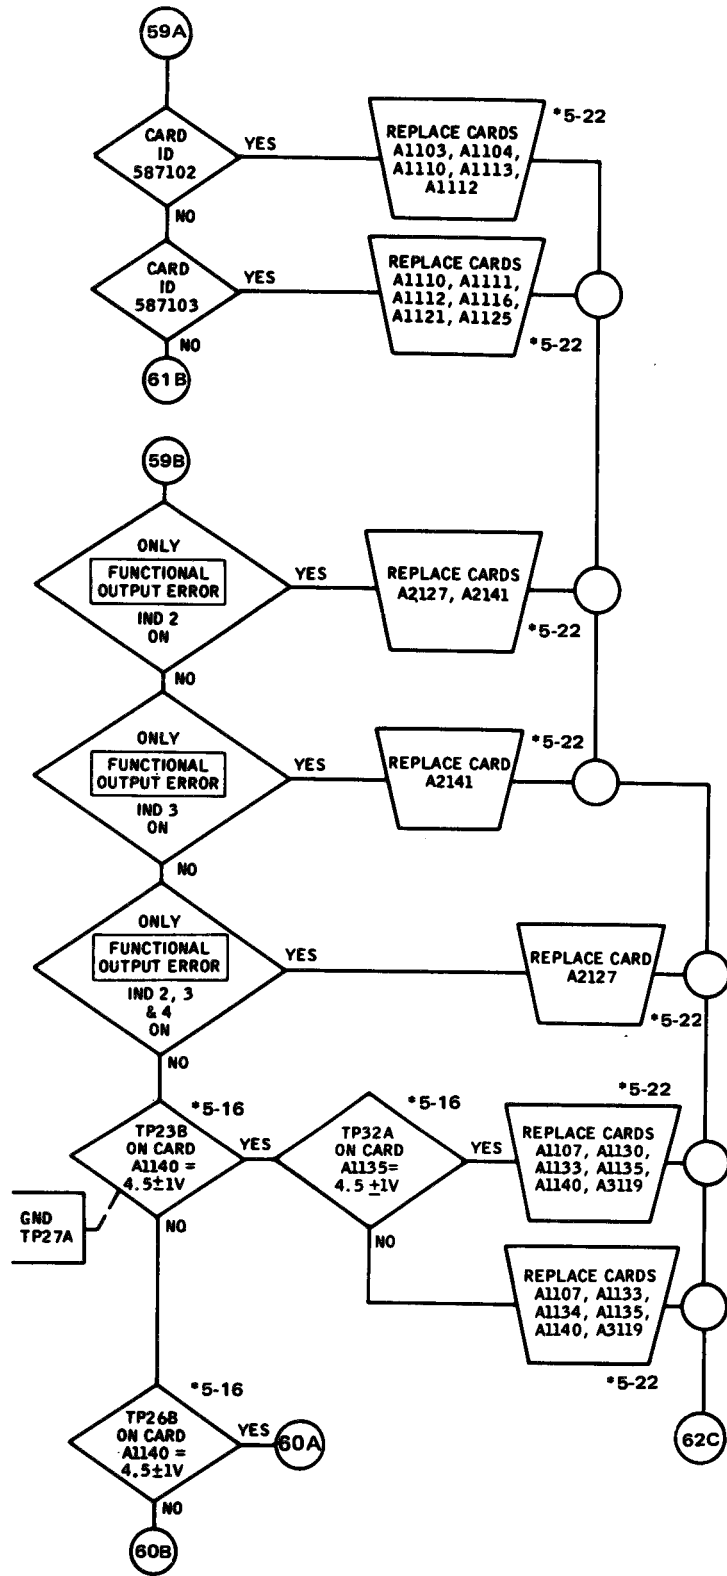 59A
CARD
ID
587102
YES
REPLACE CARDS
A1103, A1104,
A1110, A1113,
A1112
*5-22
NO
CARD
ID
587103
YES
REPLACE CARDS
A1110, A1111,
A1112, A1116,
A1121, A1125
*5-22
NO
61B
59B
ONLY
FUNCTIONAL
OUTPUT ERROR
IND 2
ON
YES
REPLACE CARDS
A2127, A2141
*5-22
NO
ONLY
FUNCTIONAL
OUTPUT ERROR
IND 3
ON
YES
REPLACE CARD
A2141
*5-22
NO
ONLY
FUNCTIONAL
OUTPUT ERROR
IND 2, 3
& 4
ON
YES
REPLACE CARD
A2127
*5-22
NO
TP23B
ON CARD
A1140 =
4.5±1V
*5-16
YES
TP32A
ON CARD
A1135=
4.5 ±1V
*5-16
YES
REPLACE CARDS
A1107, A1130,
A1133, A1135,
A1140, A3119
*5-22
GND
TP27A
NO
NO
REPLACE CARDS
A1107, A1133,
A1134, A1135,
A1140, A3119
*5-22
TP26B
ON CARD
A1140 =
4.5±1V
*5-16
YES
60A
62C
NO
60B